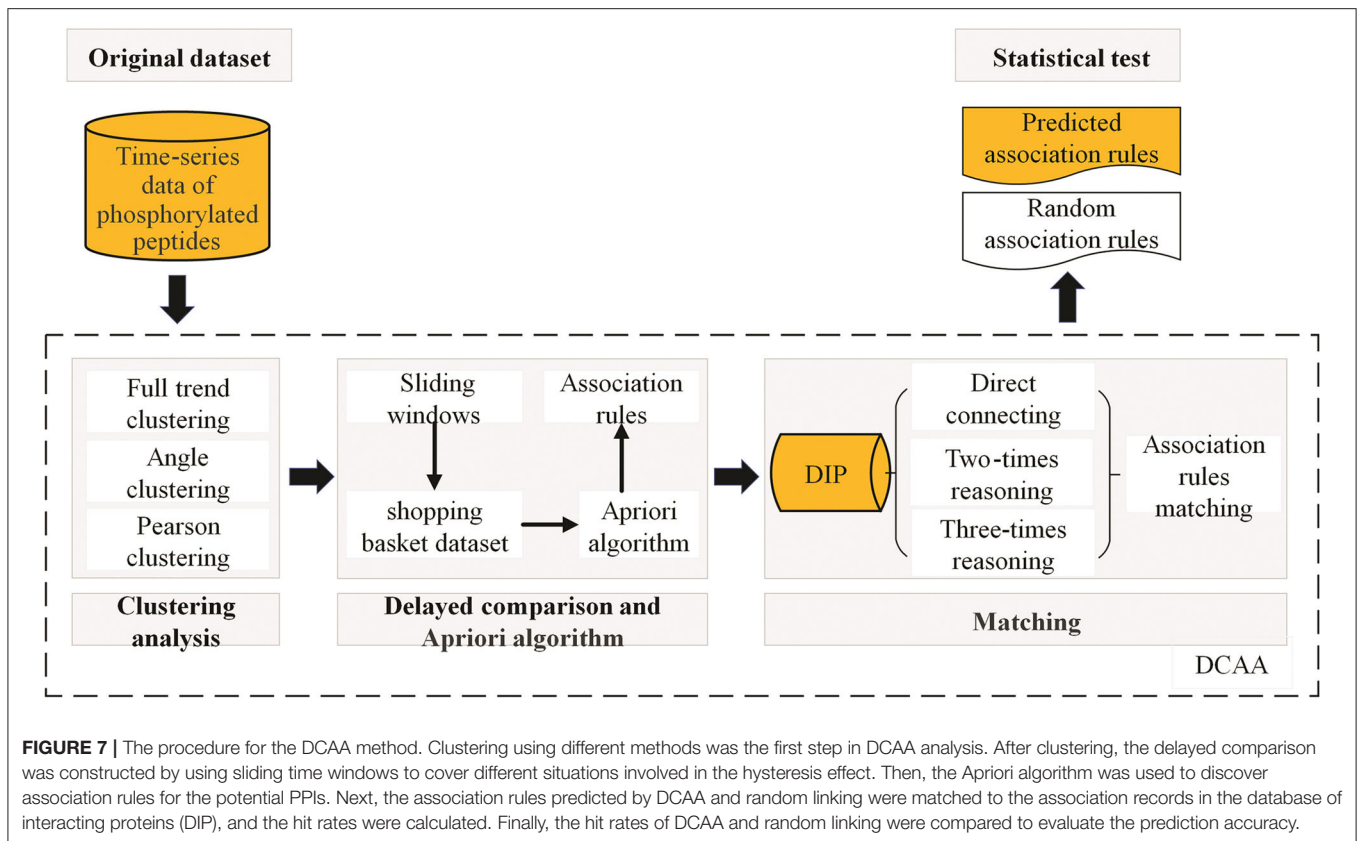 Original dataset
Statistical test
Time-series
data of
phosphorylated
peptides
Predicted
association rules
Random
association rules
Full trend
clustering
Angle
clustering
Pearson
clustering
Clustering
analysis
Sliding
windows
Association
rules
shopping
basket dataset
Apriori
algorithm
Delayed comparison and
Apriori algorithm
DIP
Direct
connecting
Two-times
reasoning
Three-times
reasoning
Association
rules
matching
Matching
DCAA
FIGURE 7 | The procedure for the DCAA method. Clustering using different methods was the first step in DCAA analysis. After clustering, the delayed comparison
was constructed by using sliding time windows to cover different situations involved in the hysteresis effect. Then, the Apriori algorithm was used to discover
association rules for the potential PPIs. Next, the association rules predicted by DCAA and random linking were matched to the association records in the database of
interacting proteins (DIP), and the hit rates were calculated. Finally, the hit rates of DCAA and random linking were compared to evaluate the prediction accuracy.